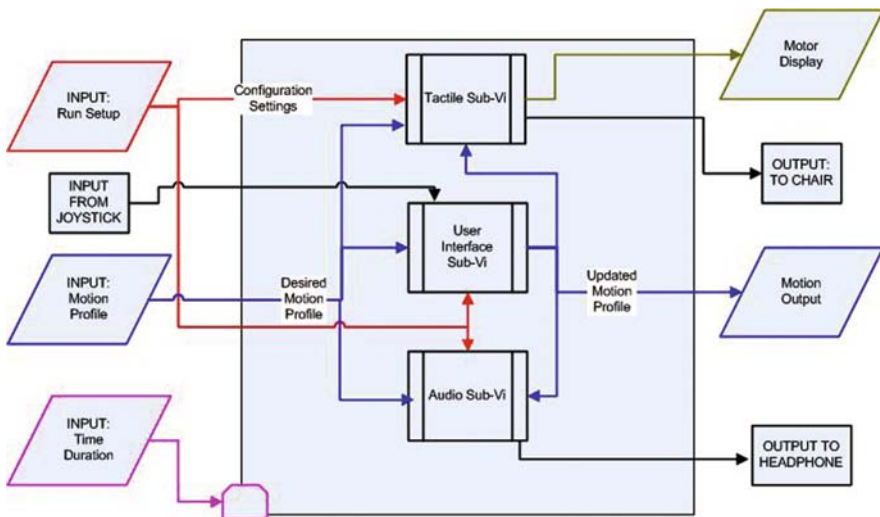 INPUT:
Run Setup
Configuration
Settings
Tactile Sub-Vi
Motor
Display
INPUT
FROM
JOYSTICK
OUTPUT:
TO CHAIR
User
Interface
Sub-Vi
INPUT:
Motion
Profile
Desired
Motion
Profile
Updated
Motion
Profile
Motion
Output
Audio Sub-Vi
INPUT:
Time
Duration
OUTPUT TO
HEADPHONE